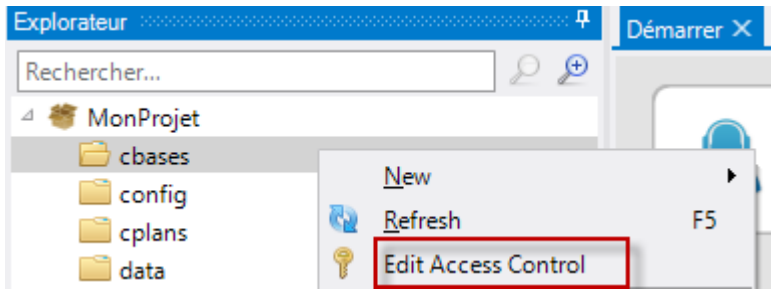 Explorateur
Démarrer
Rechercher...
MonProjet
cbases
New
config
Refresh F5
cplans
Edit Access Control
data